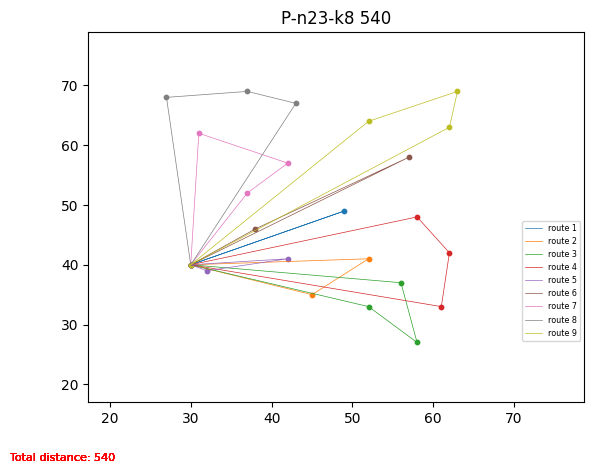 P-n23-k8 540
70
60
50
40
30
20
20
30
40
50
60
70
route 1
route 2
route 3
route 4
route 5
route 6
route 7
route 8
route 9
Total distance: 540